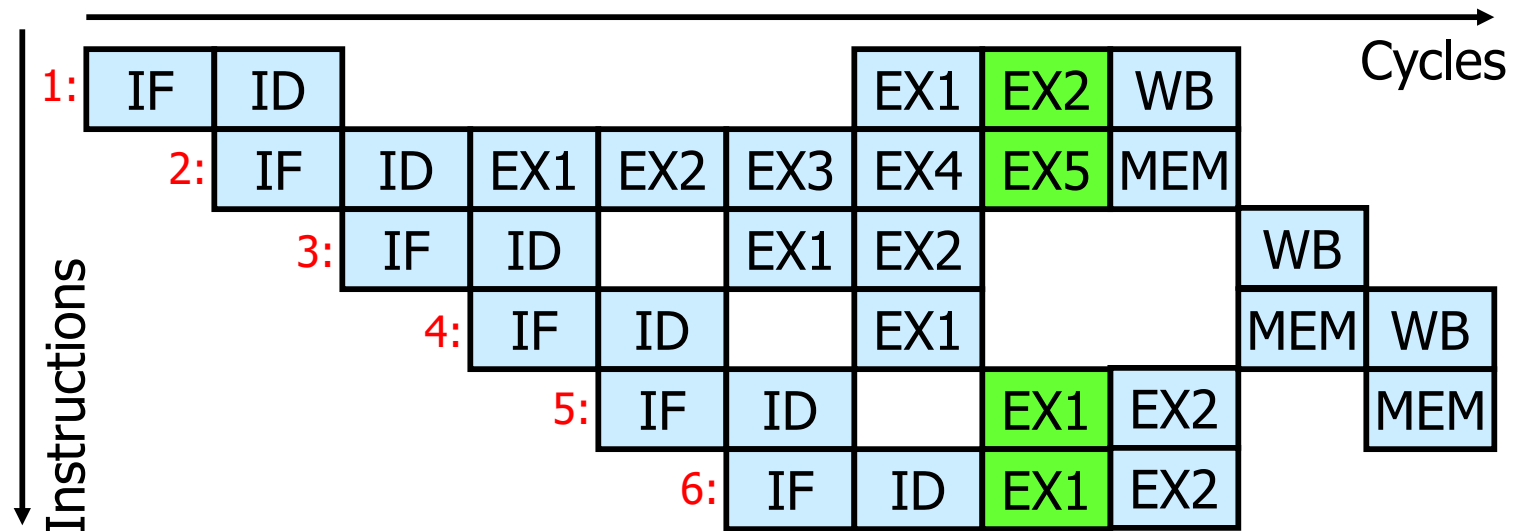 Cycles
1: IF ID EX1 EX2 WB
2: IF ID EX1 EX2 EX3 EX4 EX5 MEM
3: IF ID EX1 EX2 WB
4: IF ID EX1 MEM WB
5: IF ID EX1 EX2 MEM
6: IF ID EX1 EX2
Instructions